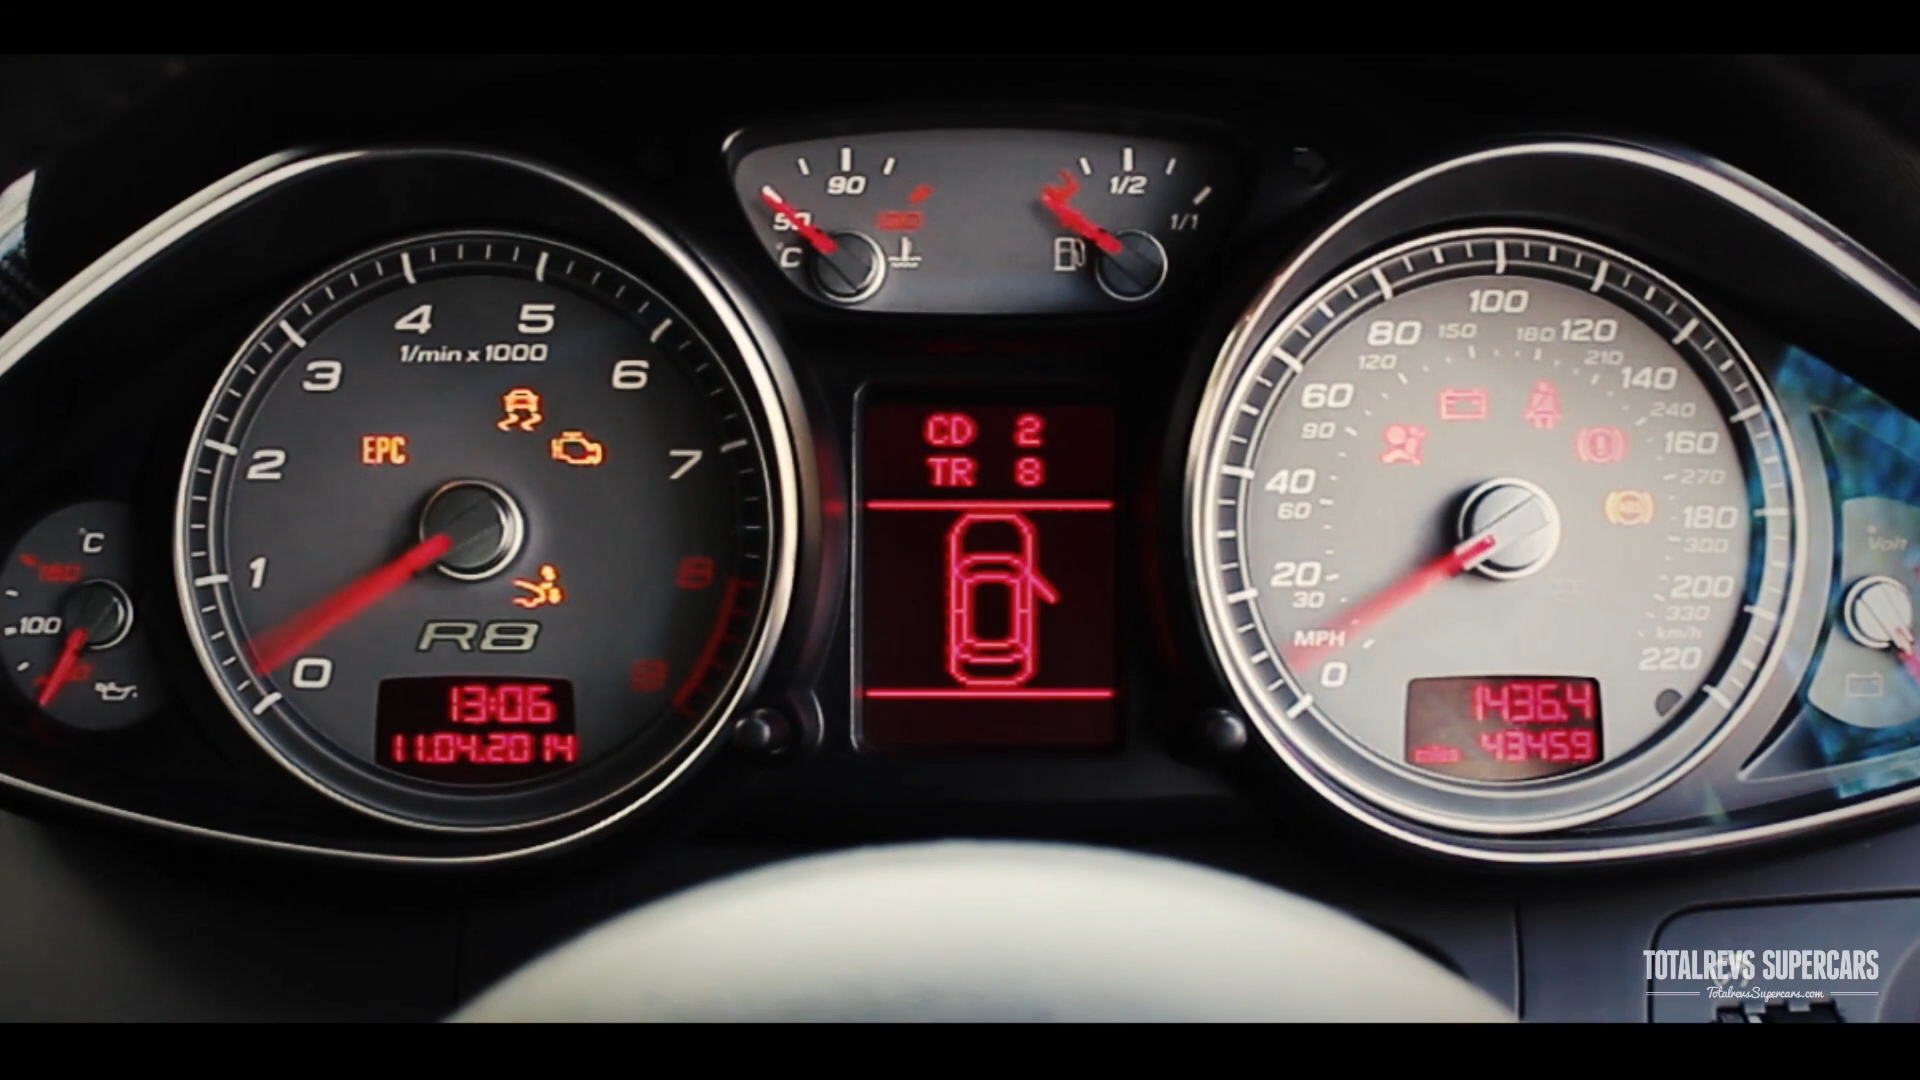 90
50
°C
1/2
1/1
4 5
1/min x 1000
3 6
2 7
EPC
1 8
R8
0 9
13:06
11.04.2014
°C
100
CD 2
TR 8
100
80 150 180 120
120 210
60 140
90 240
160
40 270
60 180
300
20 200
30 330
MPH km/h
0 220
1436.4
miles 43459
Volt
TOTALREVS SUPERCARS
TotalrevsSupercars.com